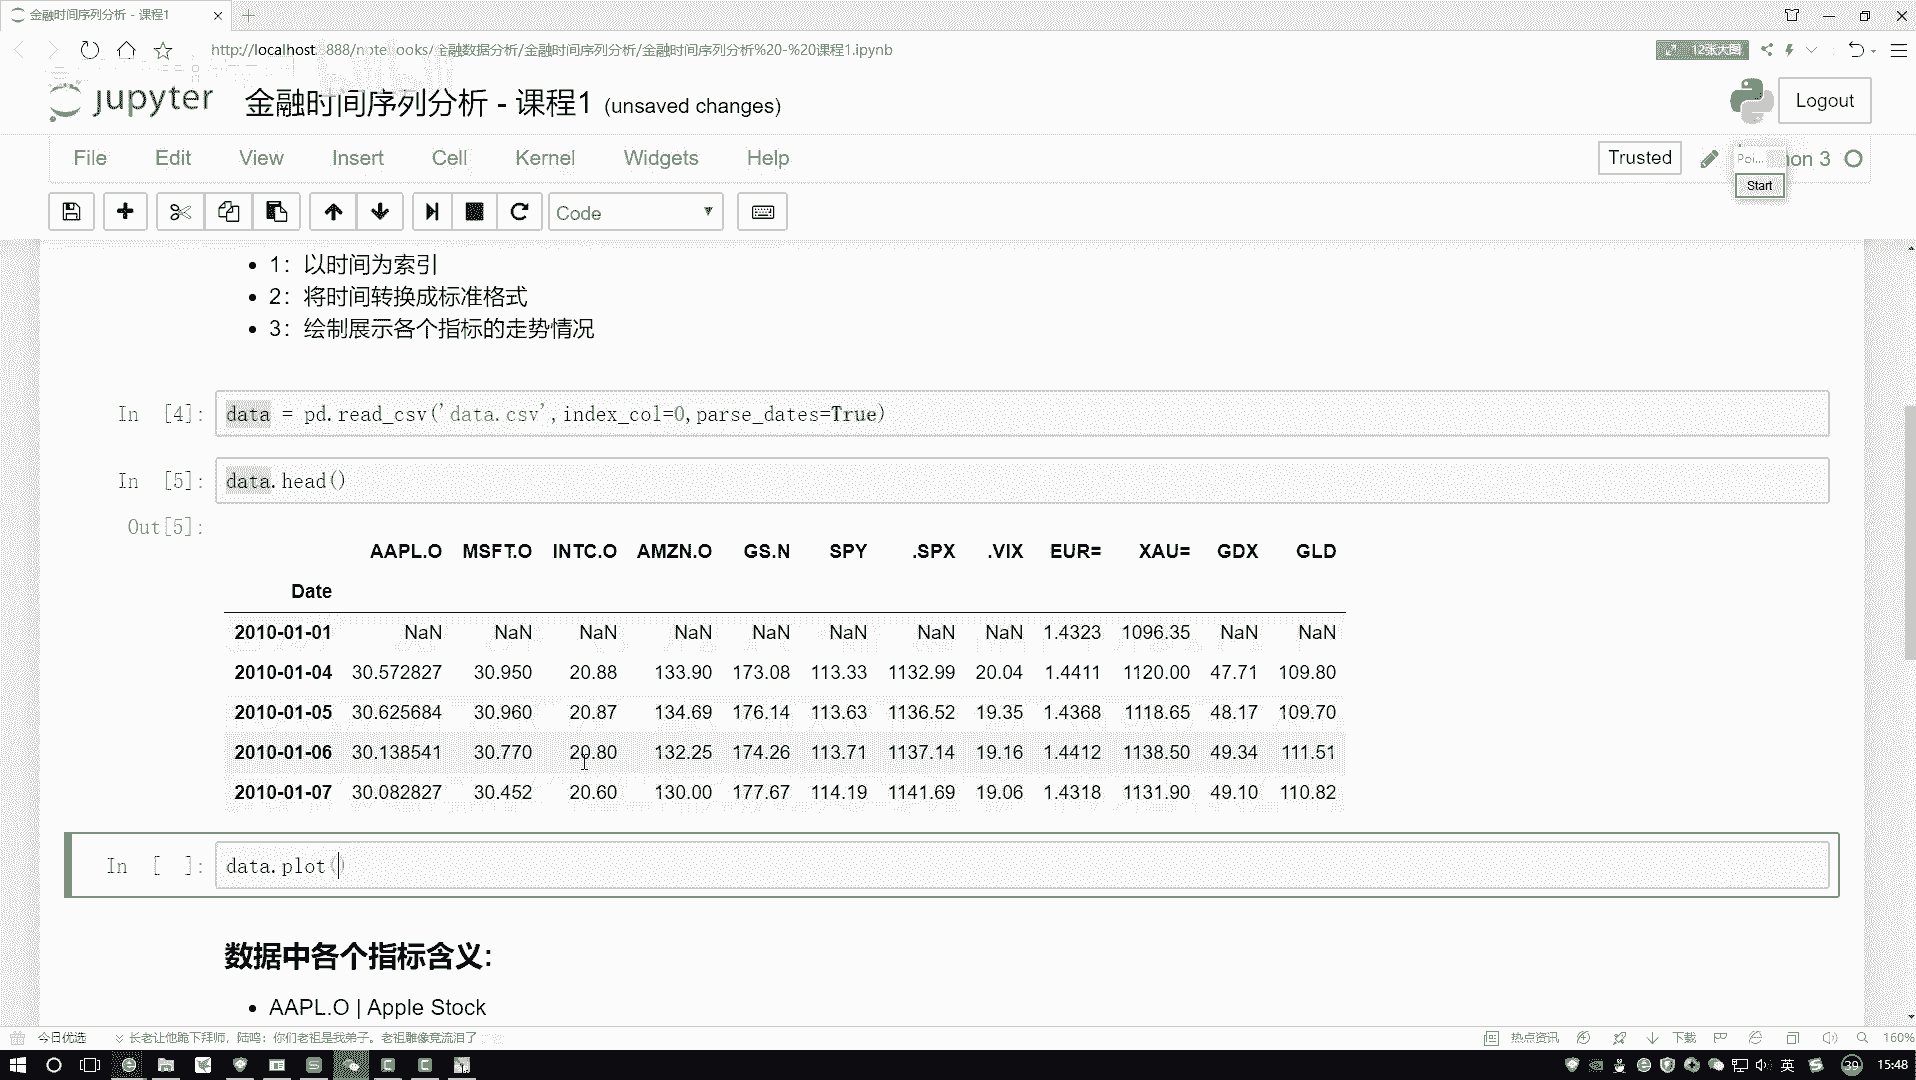 金融时间序列分析 - 课程1
http://localhost:8888/notebooks/金融数据分析/金融时间序列分析/金融时间序列分析%20-%20课程1.ipynb
12张大图
jupyter 金融时间序列分析 - 课程1 (unsaved changes)
Logout
File Edit View Insert Cell Kernel Widgets Help
Trusted
Poi...
hon 3
Start
Code
1：以时间为索引
2：将时间转换成标准格式
3：绘制展示各个指标的走势情况
In [4]: data = pd.read_csv('data.csv',index_col=0,parse_dates=True)
In [5]: data.head()
Out[5]:
AAPL.O MSFT.O INTC.O AMZN.O GS.N SPY .SPX .VIX EUR= XAU= GDX GLD
Date
2010-01-01 NaN NaN NaN NaN NaN NaN NaN NaN 1.4323 1096.35 NaN NaN
2010-01-04 30.572827 30.950 20.88 133.90 173.08 113.33 1132.99 20.04 1.4411 1120.00 47.71 109.80
2010-01-05 30.625684 30.960 20.87 134.69 176.14 113.63 1136.52 19.35 1.4368 1118.65 48.17 109.70
2010-01-06 30.138541 30.770 20.80 132.25 174.26 113.71 1137.14 19.16 1.4412 1138.50 49.34 111.51
2010-01-07 30.082827 30.452 20.60 130.00 177.67 114.19 1141.69 19.06 1.4318 1131.90 49.10 110.82
In [ ]: data.plot()
数据中各个指标含义:
AAPL.O | Apple Stock
今日优选
长老让他跪下拜师，陆鸣：你们老祖是我弟子。老祖雕像竟流泪了
热点资讯
下载
160%
英
39
15:48